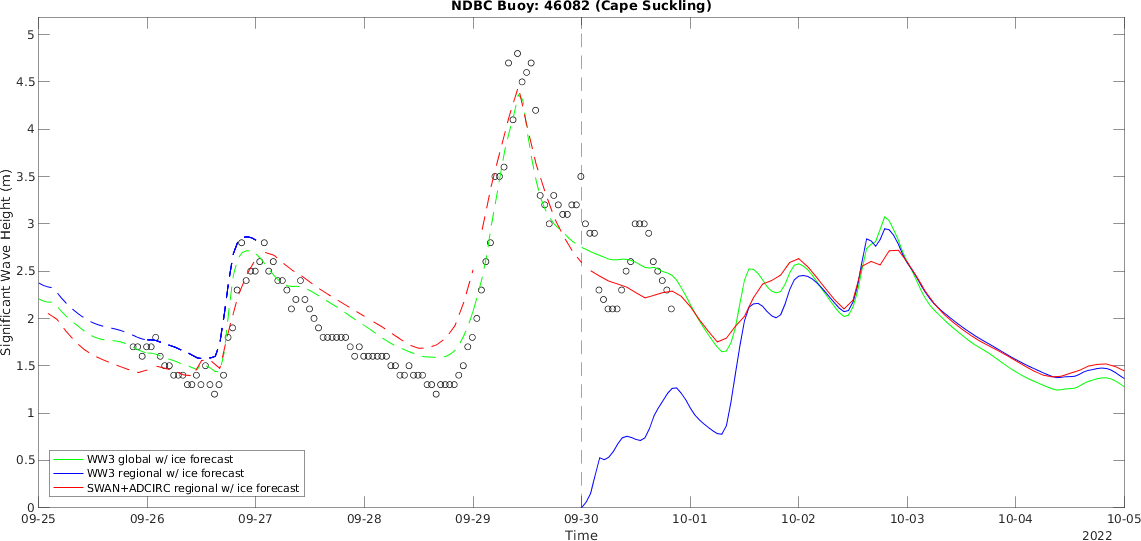 NDBC Buoy: 46082 (Cape Suckling)
5
4.5
4
3.5
3
2.5
2
1.5
1
0.5
0
Significant Wave Height (m)
WW3 global w/ ice forecast
WW3 regional w/ ice forecast
SWAN+ADCIRC regional w/ ice forecast
09-25 09-26 09-27 09-28 09-29 09-30 10-01 10-02 10-03 10-04 10-05
Time
2022